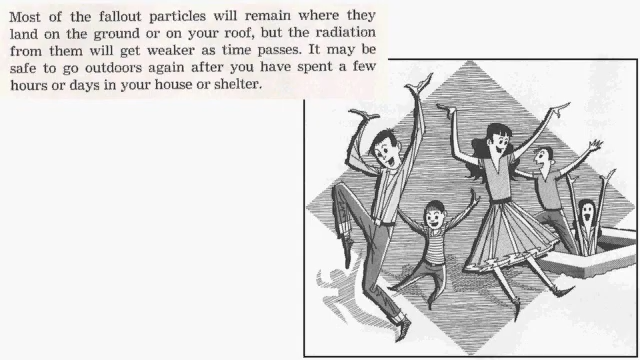 Most of the fallout particles will remain where they
land on the ground or on your roof, but the radiation
from them will get weaker as time passes. It may be
safe to go outdoors again after you have spent a few
hours or days in your house or shelter.